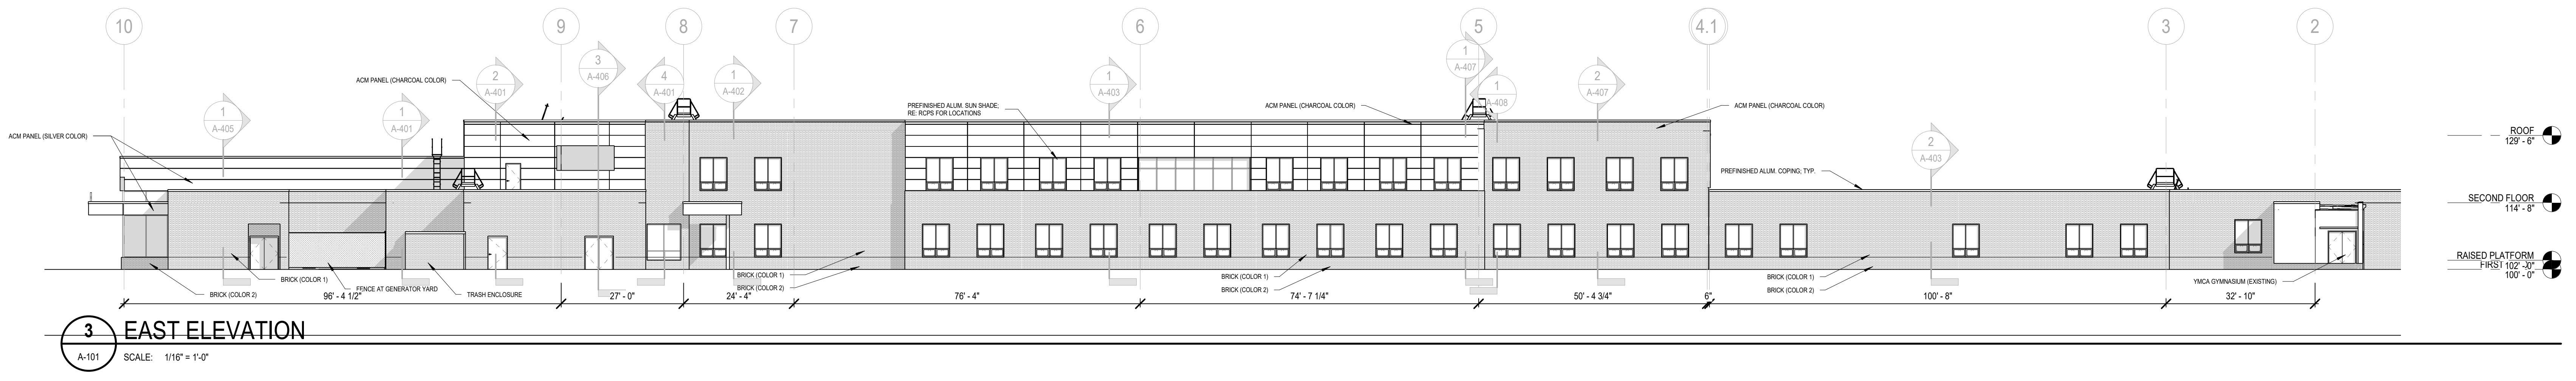 10
9
8
7
6
5
4.1
3
2
1
A-405
1
A-401
2
A-401
3
A-406
4
A-401
1
A-402
1
A-403
1
A-407
1
A-408
2
A-407
2
A-403
ACM PANEL (SILVER COLOR)
ACM PANEL (CHARCOAL COLOR)
PREFINISHED ALUM. SUN SHADE;
RE: RCPS FOR LOCATIONS
ACM PANEL (CHARCOAL COLOR)
ACM PANEL (CHARCOAL COLOR)
PREFINISHED ALUM. COPING; TYP.
ROOF
129' - 6"
SECOND FLOOR
114' - 8"
RAISED PLATFORM
102' - 0"
FIRST
100' - 0"
BRICK (COLOR 2)
BRICK (COLOR 1)
FENCE AT GENERATOR YARD
TRASH ENCLOSURE
BRICK (COLOR 1)
BRICK (COLOR 2)
BRICK (COLOR 1)
BRICK (COLOR 2)
BRICK (COLOR 1)
BRICK (COLOR 2)
YMCA GYMNASIUM (EXISTING)
96' - 4 1/2"
27' - 0"
24' - 4"
76' - 4"
74' - 7 1/4"
50' - 4 3/4"
6"
100' - 8"
32' - 10"
3
A-101
EAST ELEVATION
SCALE: 1/16" = 1'-0"